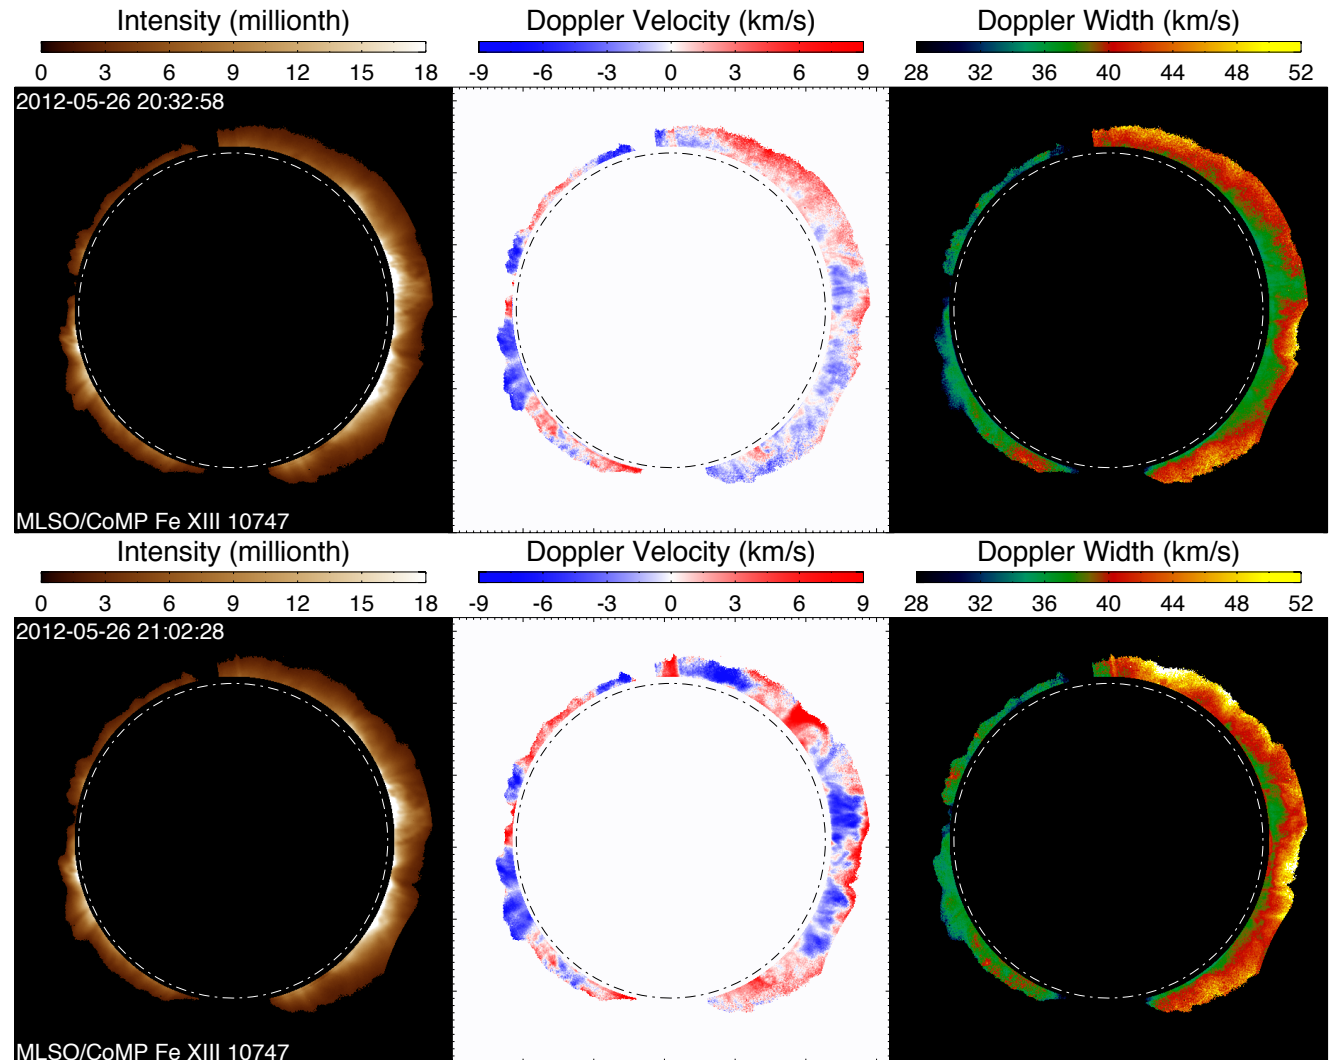 Intensity (millionth)
Doppler Velocity (km/s)
Doppler Width (km/s)
0 3 6 9 12 15 18
-9 -6 -3 0 3 6 9
28 32 36 40 44 48 52
2012-05-26 20:32:58
MLSO/CoMP Fe XIII 10747
Intensity (millionth)
Doppler Velocity (km/s)
Doppler Width (km/s)
0 3 6 9 12 15 18
-9 -6 -3 0 3 6 9
28 32 36 40 44 48 52
2012-05-26 21:02:28
MLSO/CoMP Fe XIII 10747